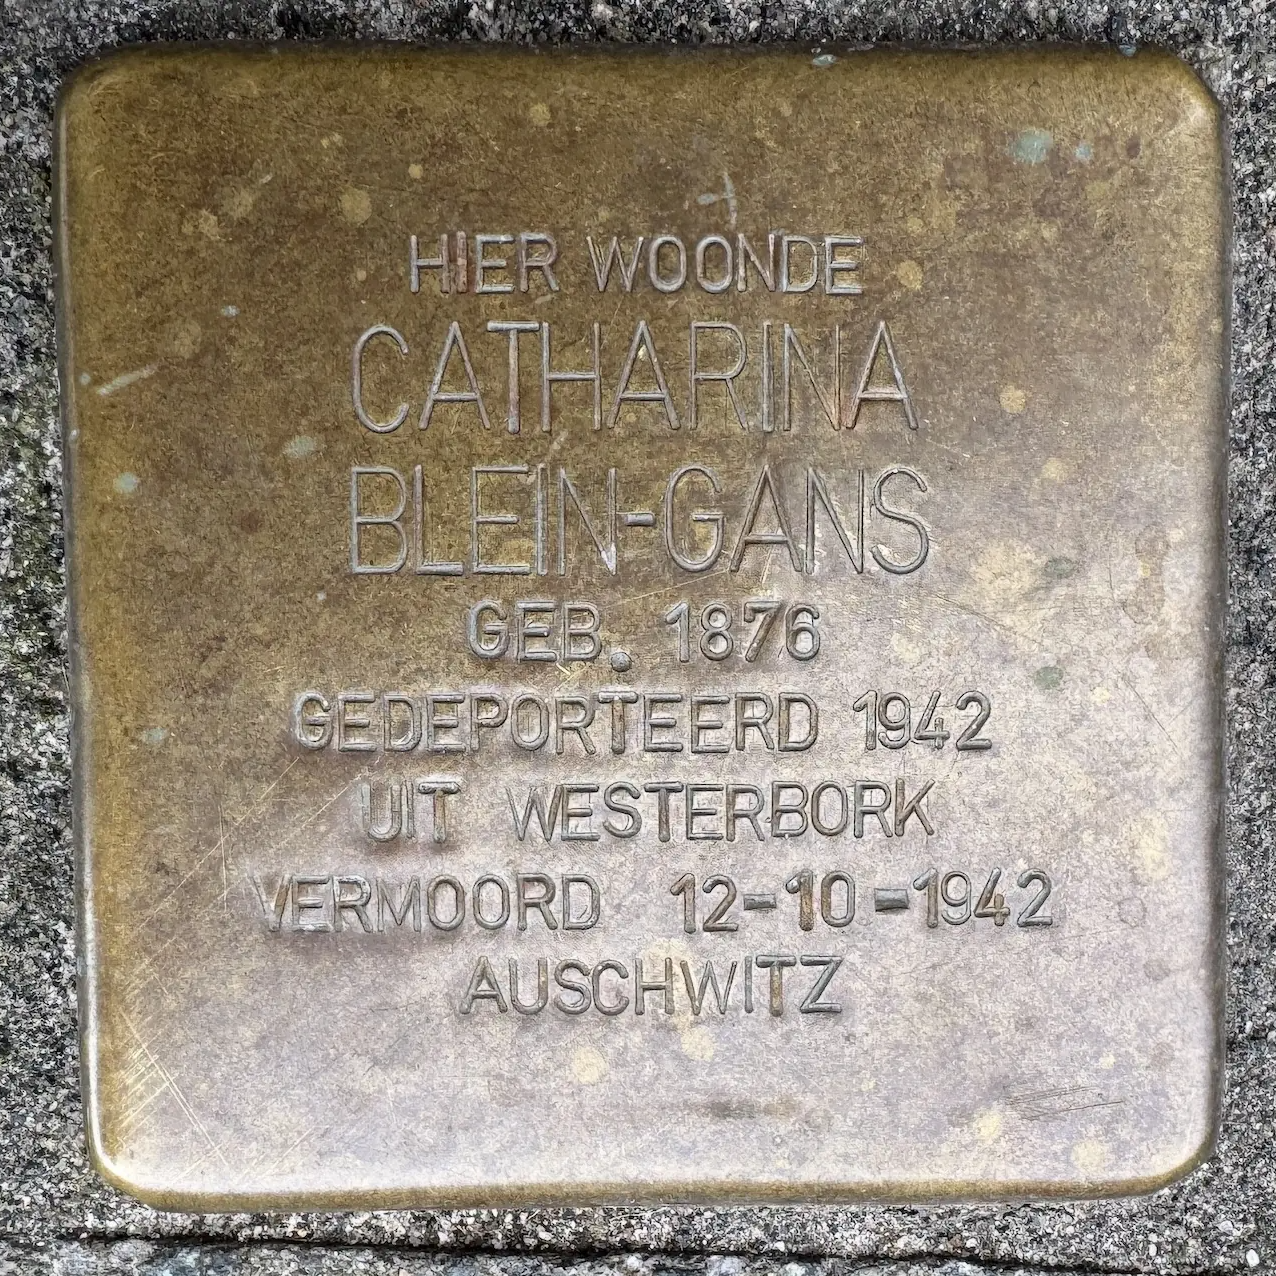 HIER WOONDE
CATHARINA
BLEIN-GANS
GEB. 1876
GEDEPORTEERD 1942
UIT WESTERBORK
VERMOORD 12-10-1942
AUSCHWITZ